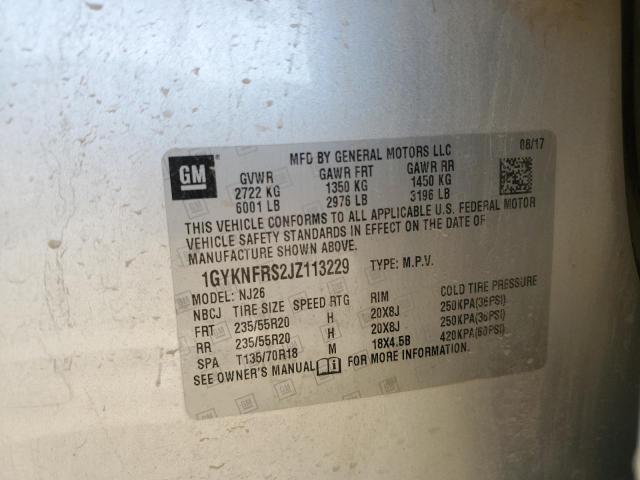 GM
MFD BY GENERAL MOTORS LLC 08/17
GVWR GAWR FRT GAWR RR
2722 KG 1350 KG 1450 KG
6001 LB 2976 LB 3196 LB
THIS VEHICLE CONFORMS TO ALL APPLICABLE U.S. FEDERAL MOTOR
VEHICLE SAFETY STANDARDS IN EFFECT ON THE DATE OF
MANUFACTURE SHOWN ABOVE.
1GYKNFRS2JZ113229 TYPE: M.P.V.
MODEL: NJ26
NBCJ TIRE SIZE SPEED RTG RIM COLD TIRE PRESSURE
FRT 235/55R20 H 20X8J 250KPA(36PSI)
RR 235/55R20 H 20X8J 250KPA(36PSI)
SPA T135/70R18 M 18X4.5B 420KPA(60PSI)
SEE OWNER'S MANUAL FOR MORE INFORMATION.